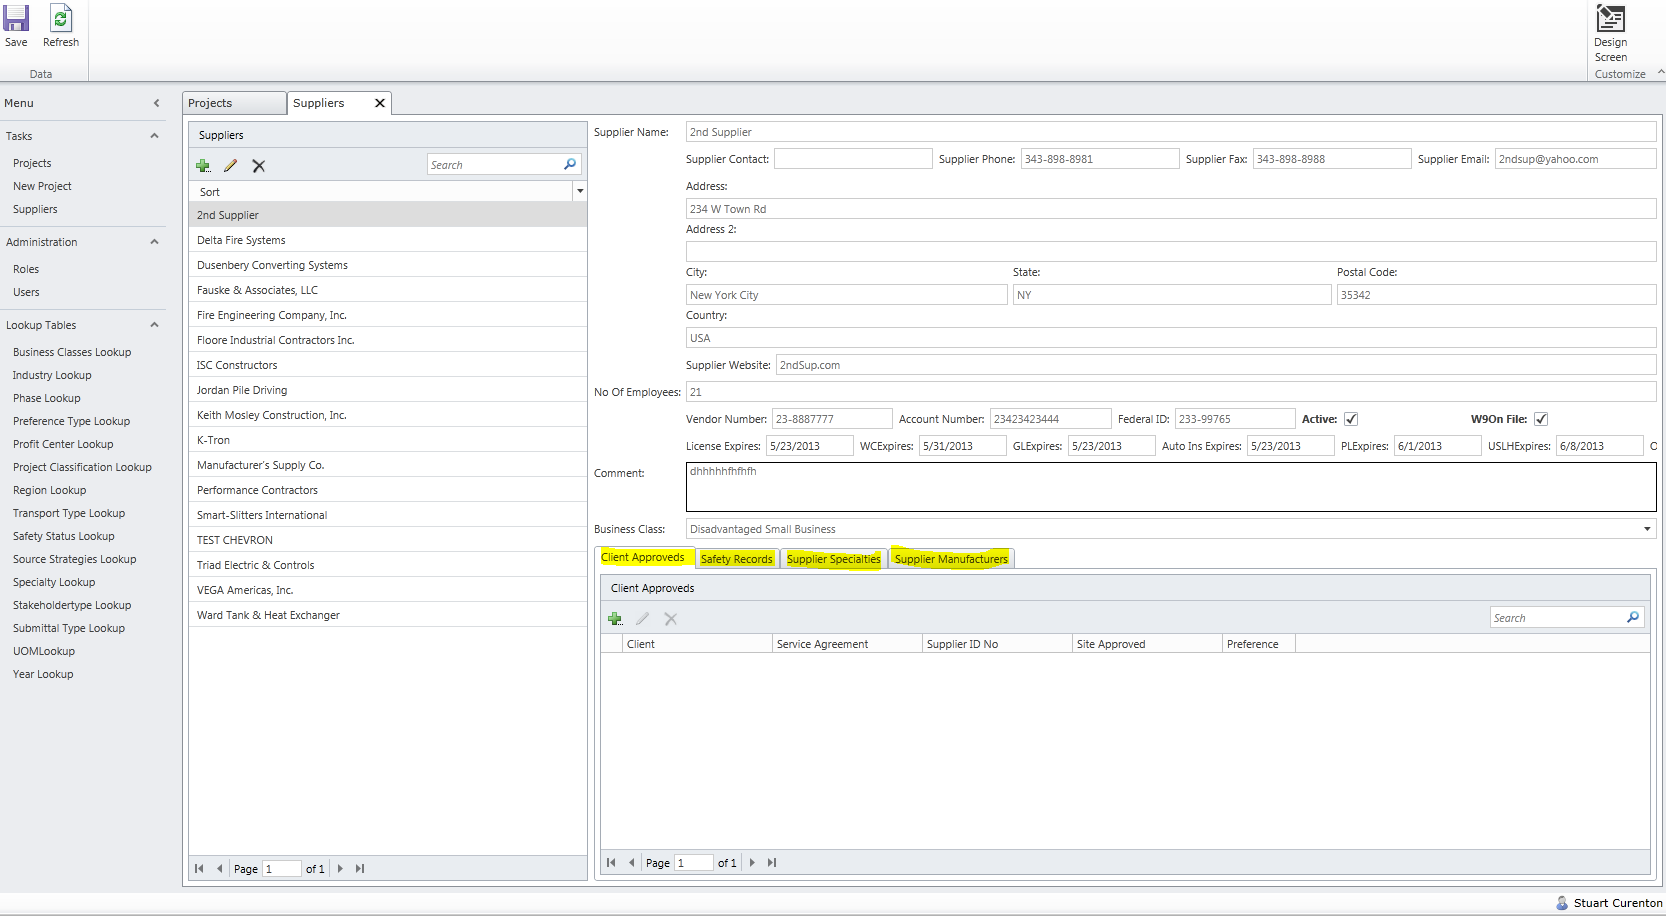 Save Refresh
Data
Design
Screen
Customize
Menu
Tasks
Projects
New Project
Suppliers
Administration
Roles
Users
Lookup Tables
Business Classes Lookup
Industry Lookup
Phase Lookup
Preference Type Lookup
Profit Center Lookup
Project Classification Lookup
Region Lookup
Transport Type Lookup
Safety Status Lookup
Source Strategies Lookup
Specialty Lookup
Stakeholdertype Lookup
Submittal Type Lookup
UOMLookup
Year Lookup
Projects Suppliers
Suppliers
Search
Sort
2nd Supplier
Delta Fire Systems
Dusenbery Converting Systems
Fauske & Associates, LLC
Fire Engineering Company, Inc.
Floore Industrial Contractors Inc.
ISC Constructors
Jordan Pile Driving
Keith Mosley Construction, Inc.
K-Tron
Manufacturer's Supply Co.
Performance Contractors
Smart-Slitters International
TEST CHEVRON
Triad Electric & Controls
VEGA Americas, Inc.
Ward Tank & Heat Exchanger
Page 1 of 1
Supplier Name: 2nd Supplier
Supplier Contact: Supplier Phone: 343-898-8981 Supplier Fax: 343-898-8988 Supplier Email: 2ndsup@yahoo.com
Address:
234 W Town Rd
Address 2:
City: State: Postal Code:
New York City NY 35342
Country:
USA
Supplier Website: 2ndSup.com
No Of Employees: 21
Vendor Number: 23-8887777 Account Number: 23423423444 Federal ID: 233-99765 Active: W9On File:
License Expires: 5/23/2013 WCExpires: 5/31/2013 GLExpires: 5/23/2013 Auto Ins Expires: 5/23/2013 PLExpires: 6/1/2013 USLHExpires: 6/8/2013 O
Comment: dhhhhhfhfhfh
Business Class: Disadvantaged Small Business
Client Approveds Safety Records Supplier Specialties Supplier Manufacturers
Client Approveds
Search
Client Service Agreement Supplier ID No Site Approved Preference
Page 1 of 1
Stuart Curenton